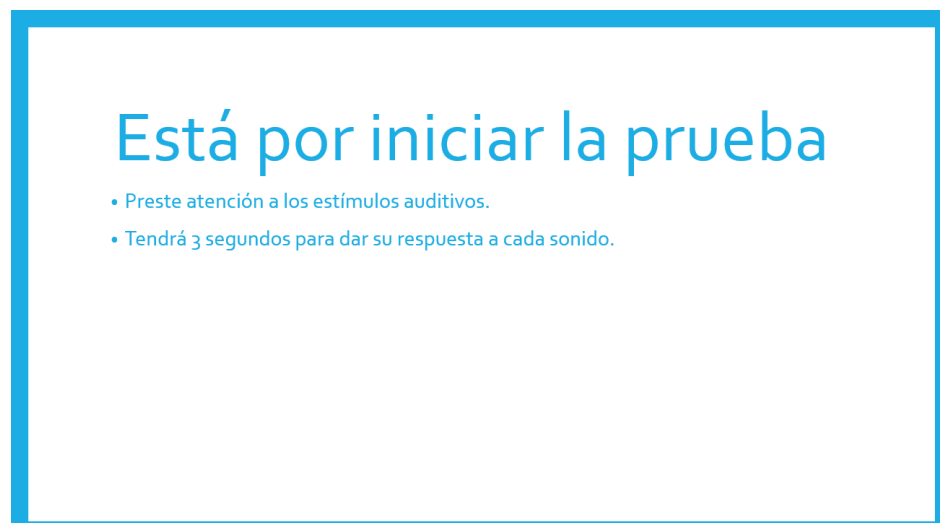 Está por iniciar la prueba
• Preste atención a los estímulos auditivos.
• Tendrá 3 segundos para dar su respuesta a cada sonido.